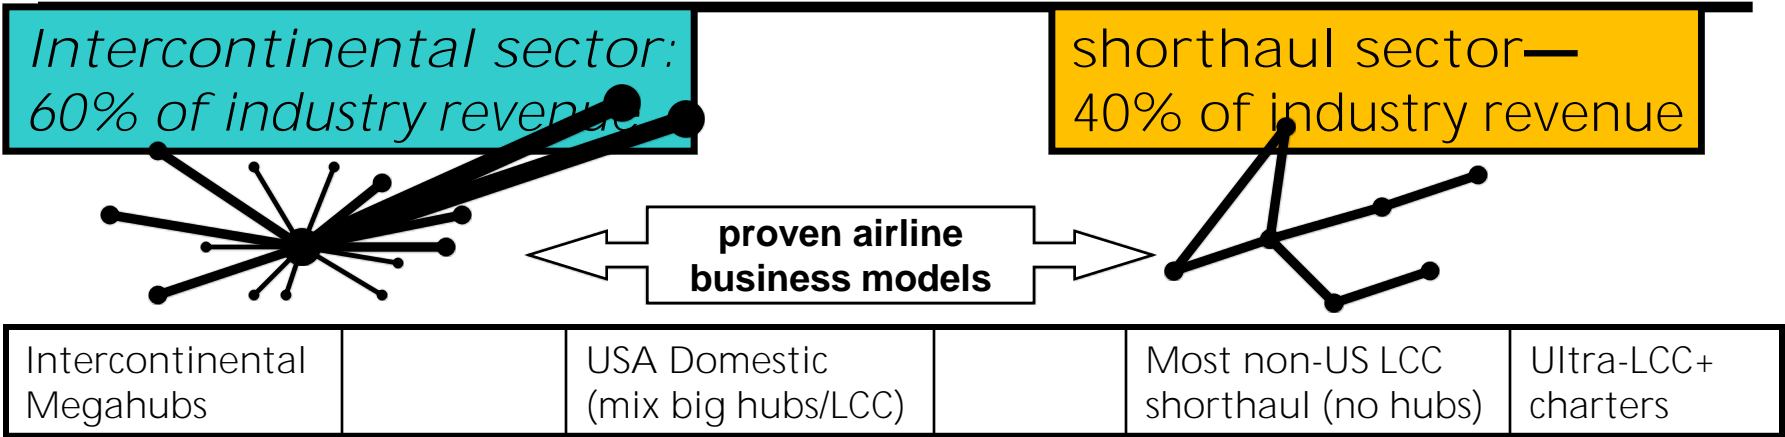 Intercontinental sector:
60% of industry revenue
shorthaul sector—
40% of industry revenue
proven airline
business models
Intercontinental
Megahubs
USA Domestic
(mix big hubs/LCC)
Most non-US LCC
shorthaul (no hubs)
Ultra-LCC+
charters